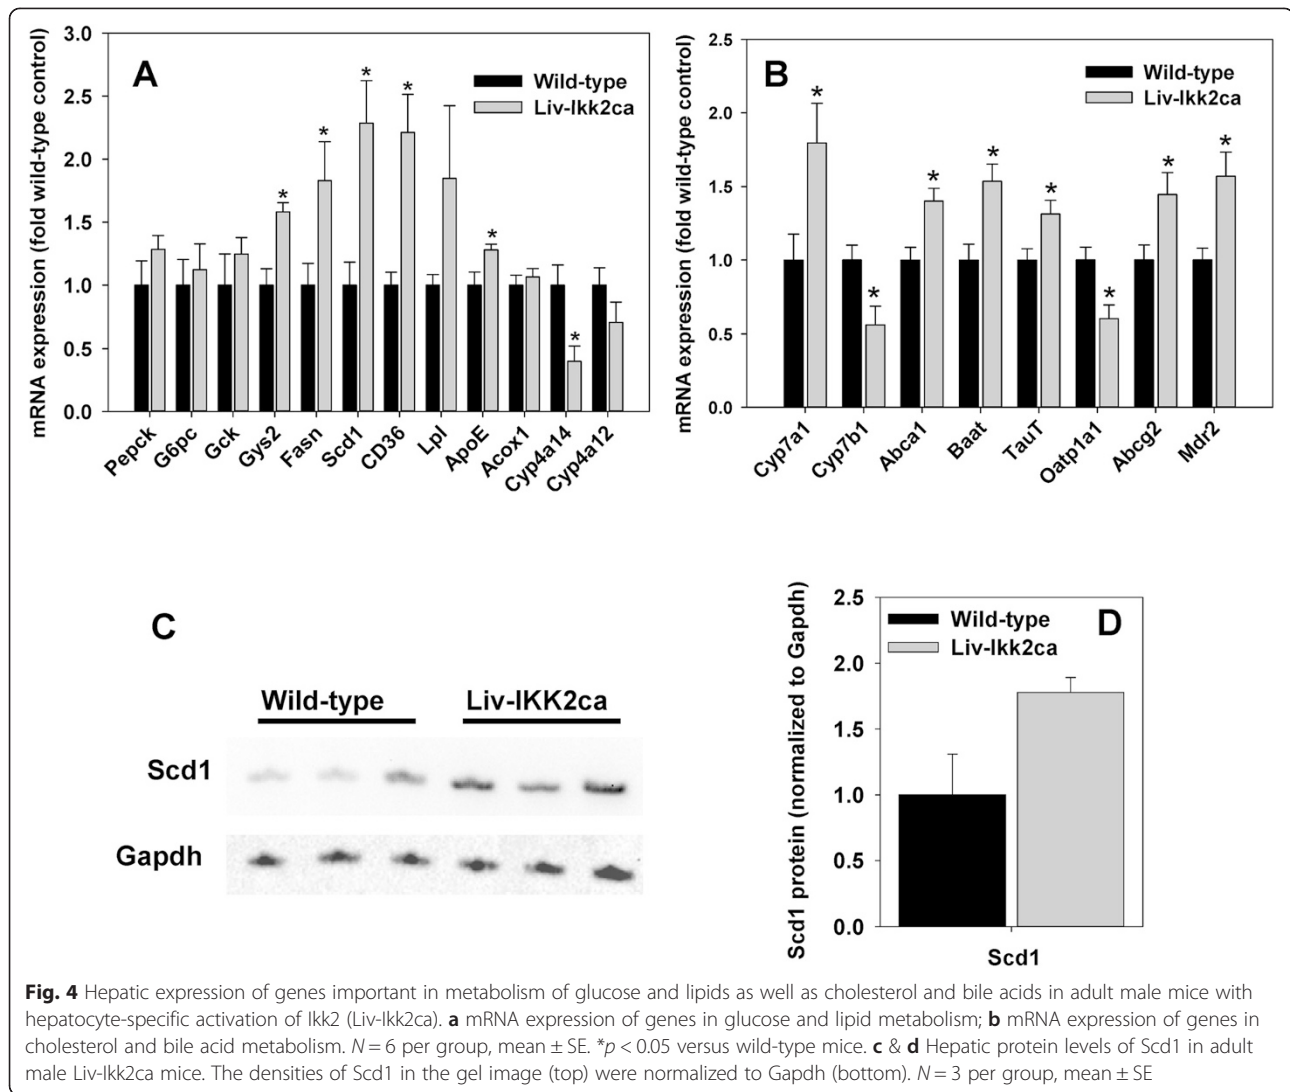 A
Wild-type
Liv-Ikk2ca
mRNA expression (fold wild-type control)
3.0
2.5
2.0
1.5
1.0
0.5
0.0
* * * * * *
Pepck G6pc Gck Gys2 Fasn Scd1 CD36 Lpl ApoE Acox1 Cyp4a14 Cyp4a12
B
Wild-type
Liv-Ikk2ca
mRNA expression (fold wild-type control)
2.5
2.0
1.5
1.0
0.5
0.0
* * * * * * * *
Cyp7a1 Cyp7b1 Abca1 Baat TauT Oatp1a1 Abcg2 Mdr2
C
Wild-type Liv-IKK2ca
Scd1
Gapdh
D
Wild-type
Liv-Ikk2ca
Scd1 protein (normalized to Gapdh)
2.5
2.0
1.5
1.0
0.5
0.0
Scd1
Fig. 4 Hepatic expression of genes important in metabolism of glucose and lipids as well as cholesterol and bile acids in adult male mice with
hepatocyte-specific activation of Ikk2 (Liv-Ikk2ca). a mRNA expression of genes in glucose and lipid metabolism; b mRNA expression of genes in
cholesterol and bile acid metabolism. N = 6 per group, mean ± SE. *p < 0.05 versus wild-type mice. c & d Hepatic protein levels of Scd1 in adult
male Liv-Ikk2ca mice. The densities of Scd1 in the gel image (top) were normalized to Gapdh (bottom). N = 3 per group, mean ± SE